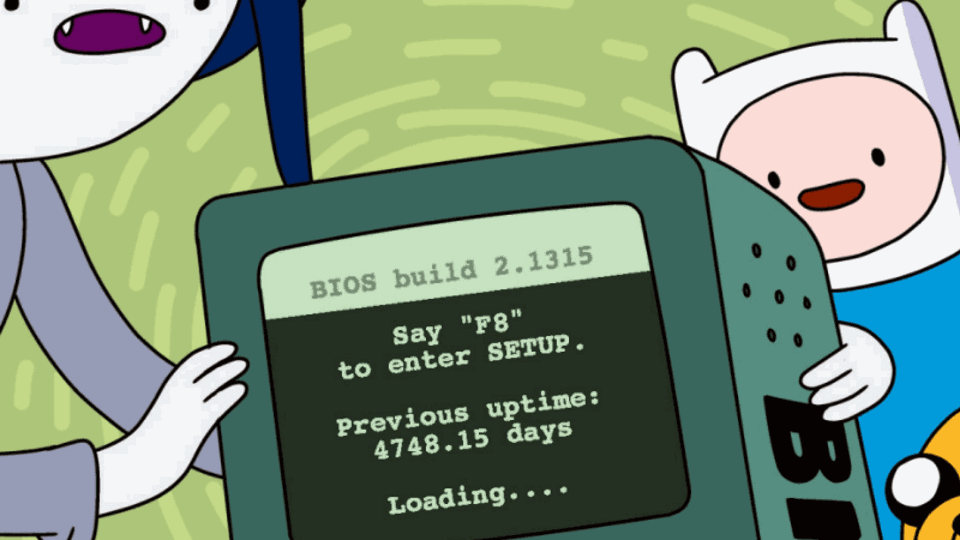 BIOS build 2.1315
Say "F8"
to enter SETUP.
Previous uptime:
4748.15 days
Loading....
B